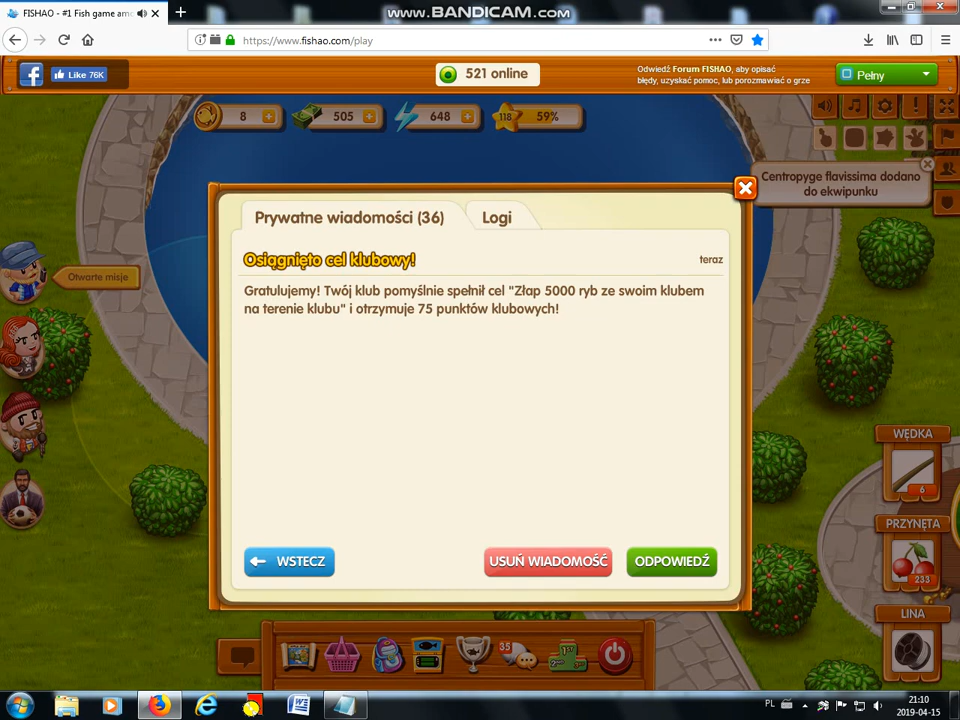 FISHAO - #1 Fish game amo
www.BANDICAM.com
https://www.fishao.com/play
Like 76K
521 online
Odwiedź Forum FISHAO, aby opisać
błędy, uzyskać pomoc, lub porozmawiać o grze
Pełny
8
505
648
118
59%
Centropyge flavissima dodano
do ekwipunku
Prywatne wiadomości (36)
Logi
Otwarte misje
Osiągnięto cel klubowy!
teraz
Gratulujemy! Twój klub pomyślnie spełnił cel "Złap 5000 ryb ze swoim klubem
na terenie klubu" i otrzymuje 75 punktów klubowych!
WĘDKA
6
PRZYNĘTA
233
LINA
WSTECZ
USUŃ WIADOMOŚĆ
ODPOWIEDŹ
35
1st
PL
21:10
2019-04-15